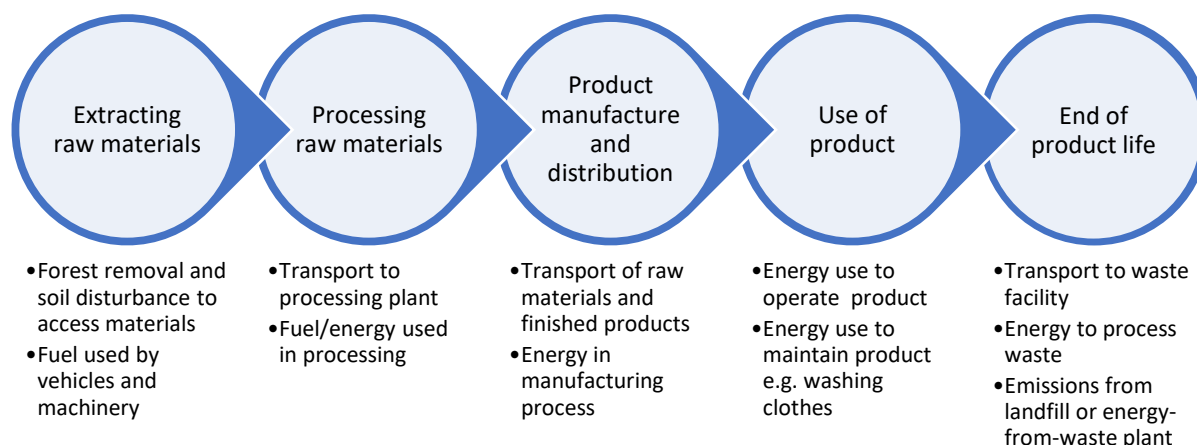 Extracting
raw materials
Processing
raw materials
Product
manufacture
and
distribution
Use of
product
End of
product life
•Forest removal and
soil disturbance to
access materials
•Fuel used by
vehicles and
machinery
•Transport to
processing plant
•Fuel/energy used
in processing
•Transport of raw
materials and
finished products
•Energy in
manufacturing
process
•Energy use to
operate product
•Energy use to
maintain product
e.g. washing
clothes
•Transport to waste
facility
•Energy to process
waste
•Emissions from
landfill or energy-
from-waste plant